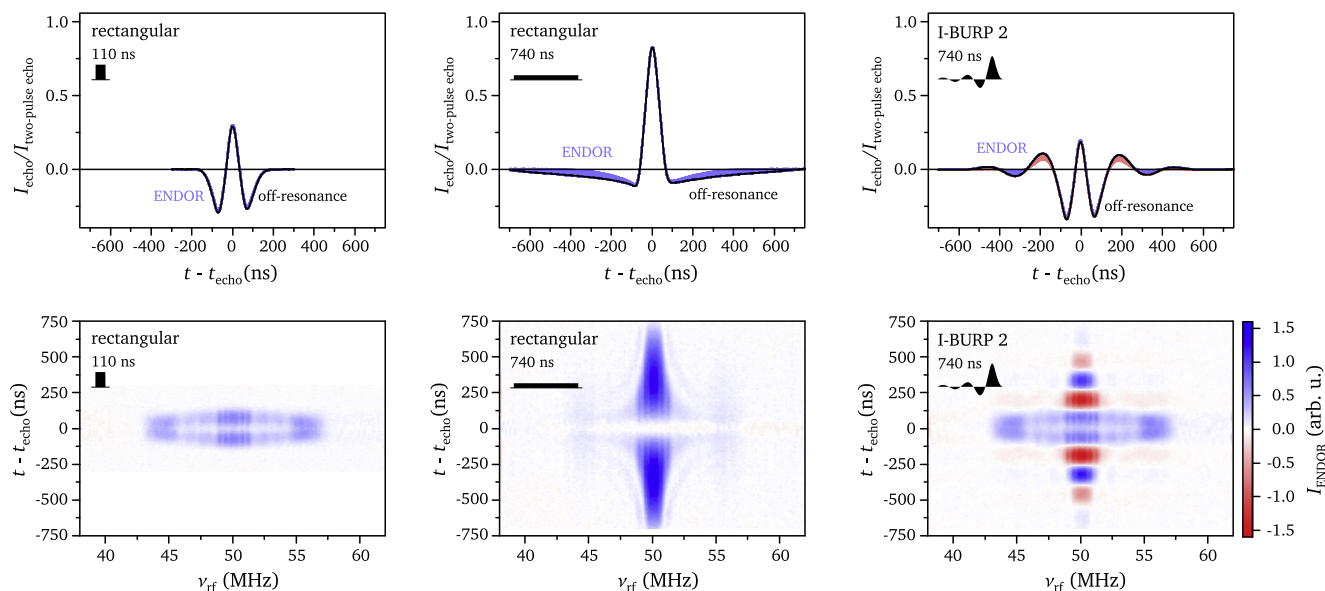 rectangular
110 ns
1.0
0.5
0.0
I_echo/I_two-pulse echo
ENDOR
off-resonance
-600 -400 -200 0 200 400 600
t - t_echo(ns)
rectangular
740 ns
1.0
0.5
0.0
I_echo/I_two-pulse echo
ENDOR
off-resonance
-600 -400 -200 0 200 400 600
t - t_echo(ns)
I-BURP 2
740 ns
1.0
0.5
0.0
I_echo/I_two-pulse echo
ENDOR
off-resonance
-600 -400 -200 0 200 400 600
t - t_echo(ns)
rectangular
110 ns
750
500
250
0
-250
-500
-750
t - t_echo(ns)
40 45 50 55 60
ν_rf (MHz)
rectangular
740 ns
750
500
250
0
-250
-500
-750
t - t_echo(ns)
40 45 50 55 60
ν_rf (MHz)
I-BURP 2
740 ns
750
500
250
0
-250
-500
-750
t - t_echo(ns)
40 45 50 55 60
ν_rf (MHz)
1.5
1.0
0.5
0.0
-0.5
-1.0
-1.5
I_ENDOR (arb. u.)